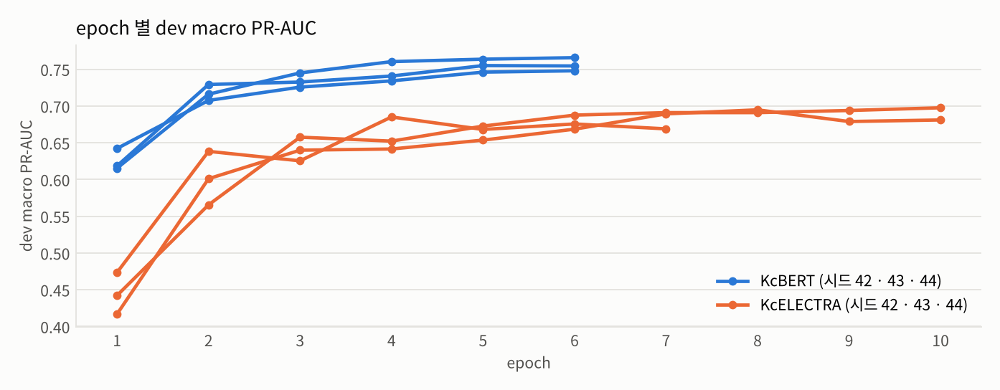 epoch 별 dev macro PR-AUC
dev macro PR-AUC
0.75
0.70
0.65
0.60
0.55
0.50
0.45
0.40
KcBERT (시드 42 · 43 · 44)
KcELECTRA (시드 42 · 43 · 44)
1 2 3 4 5 6 7 8 9 10
epoch